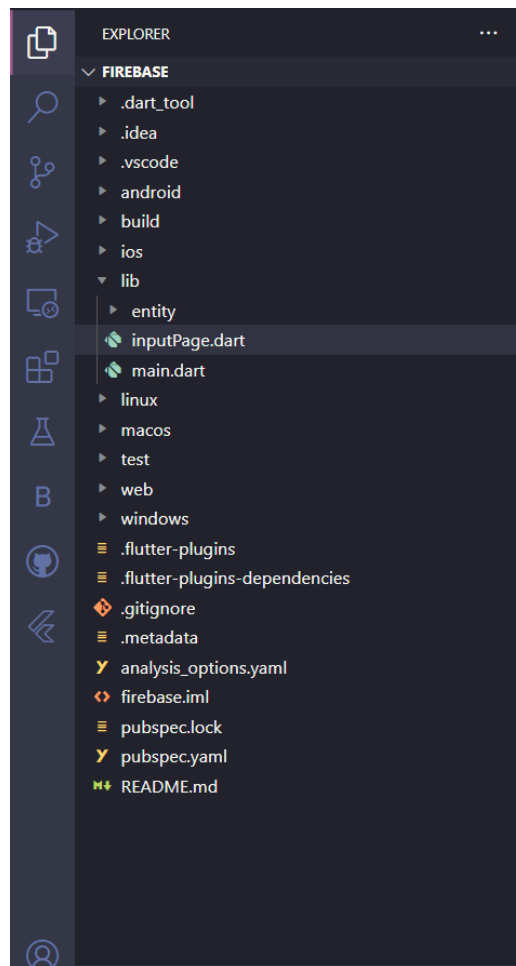 EXPLORER ...
FIREBASE
.dart_tool
.idea
.vscode
android
build
ios
lib
entity
inputPage.dart
main.dart
linux
macos
test
web
B
windows
.flutter-plugins
.flutter-plugins-dependencies
.gitignore
.metadata
Y analysis_options.yaml
firebase.iml
pubspec.lock
Y pubspec.yaml
M README.md